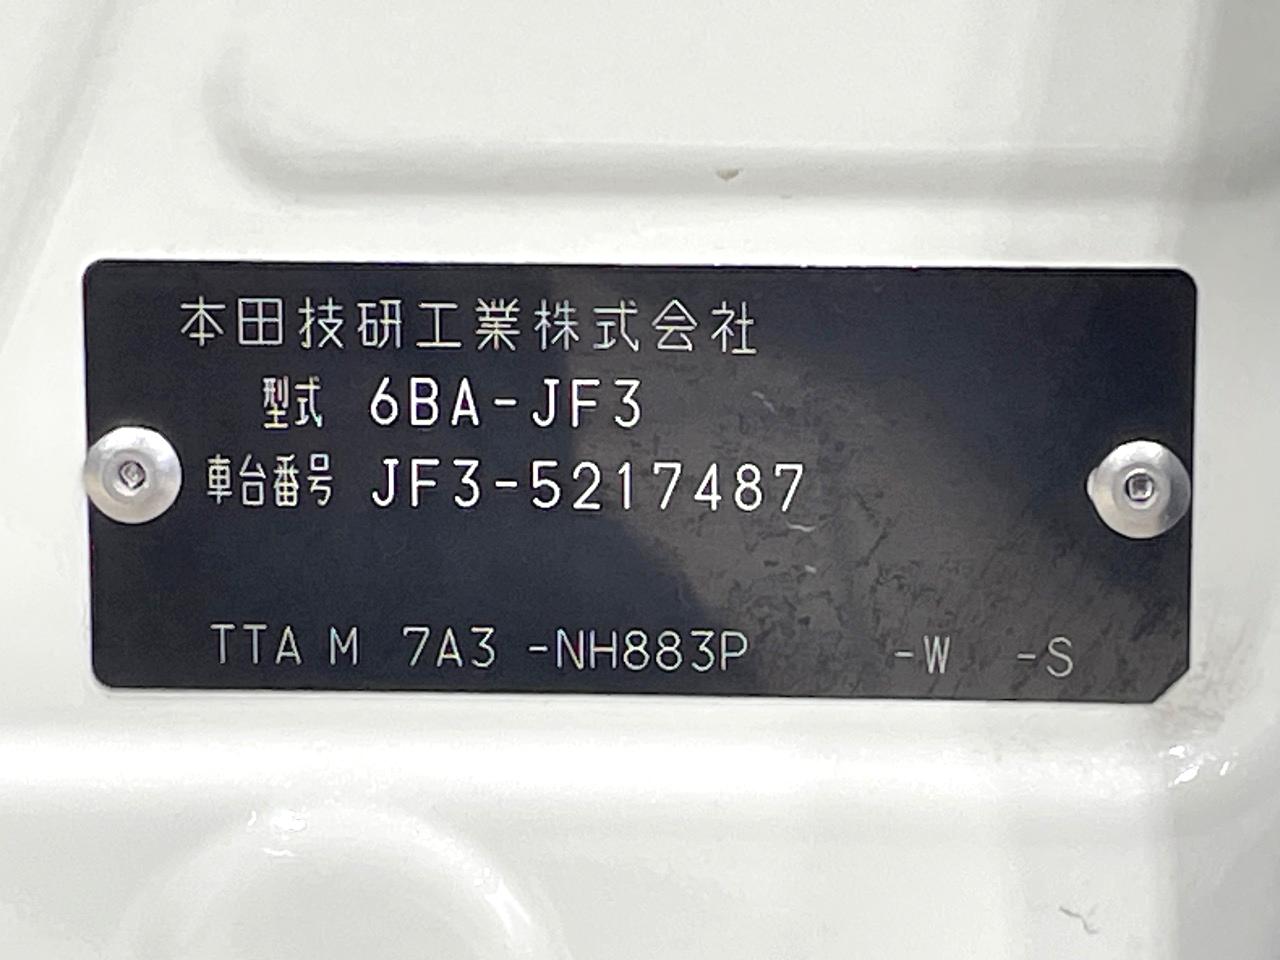 本田技研工業株式会社
型式 6BA-JF3
車台番号 JF3-5217487
TTA M 7A3 -NH883P -W -S